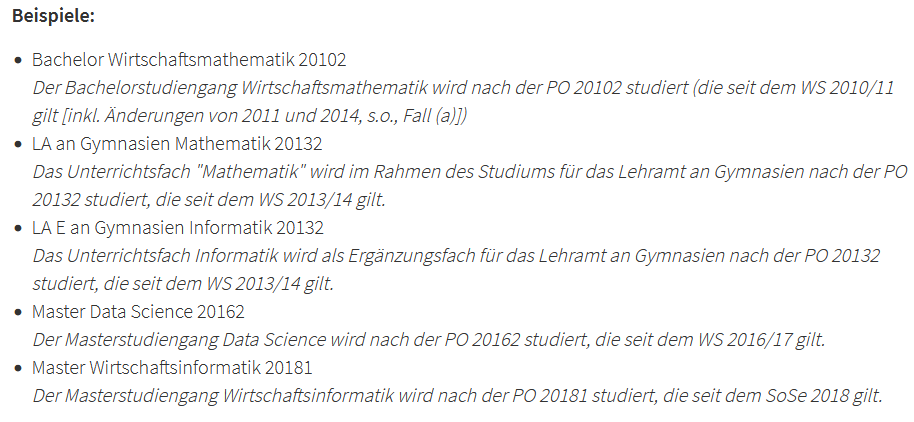 Beispiele:
• Bachelor Wirtschaftsmathematik 20102
Der Bachelorstudiengang Wirtschaftsmathematik wird nach der PO 20102 studiert (die seit dem WS 2010/11
gilt [inkl. Änderungen von 2011 und 2014, s.o., Fall (a)])
• LA an Gymnasien Mathematik 20132
Das Unterrichtsfach "Mathematik" wird im Rahmen des Studiums für das Lehramt an Gymnasien nach der PO
20132 studiert, die seit dem WS 2013/14 gilt.
• LA E an Gymnasien Informatik 20132
Das Unterrichtsfach Informatik wird als Ergänzungsfach für das Lehramt an Gymnasien nach der PO 20132
studiert, die seit dem WS 2013/14 gilt.
• Master Data Science 20162
Der Masterstudiengang Data Science wird nach der PO 20162 studiert, die seit dem WS 2016/17 gilt.
• Master Wirtschaftsinformatik 20181
Der Masterstudiengang Wirtschaftsinformatik wird nach der PO 20181 studiert, die seit dem SoSe 2018 gilt.